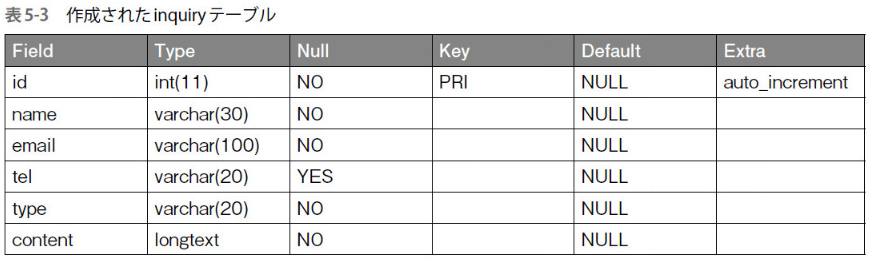 表5-3 作成されたinquiryテーブル
Field Type Null Key Default Extra
id int(11) NO PRI NULL auto_increment
name varchar(30) NO NULL
email varchar(100) NO NULL
tel varchar(20) YES NULL
type varchar(20) NO NULL
content longtext NO NULL